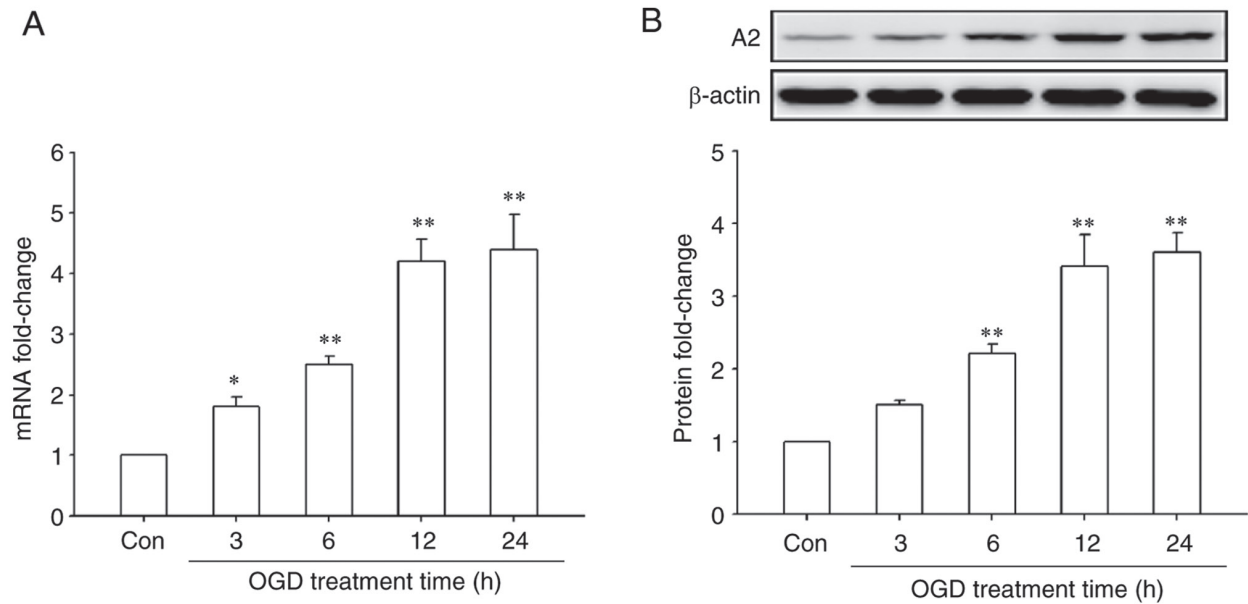 A
6
5
4
3
2
1
0
mRNA fold-change
*
**
**
**
Con 3 6 12 24
OGD treatment time (h)
B
A2
β-actin
5
4
3
2
1
0
Protein fold-change
**
**
**
Con 3 6 12 24
OGD treatment time (h)